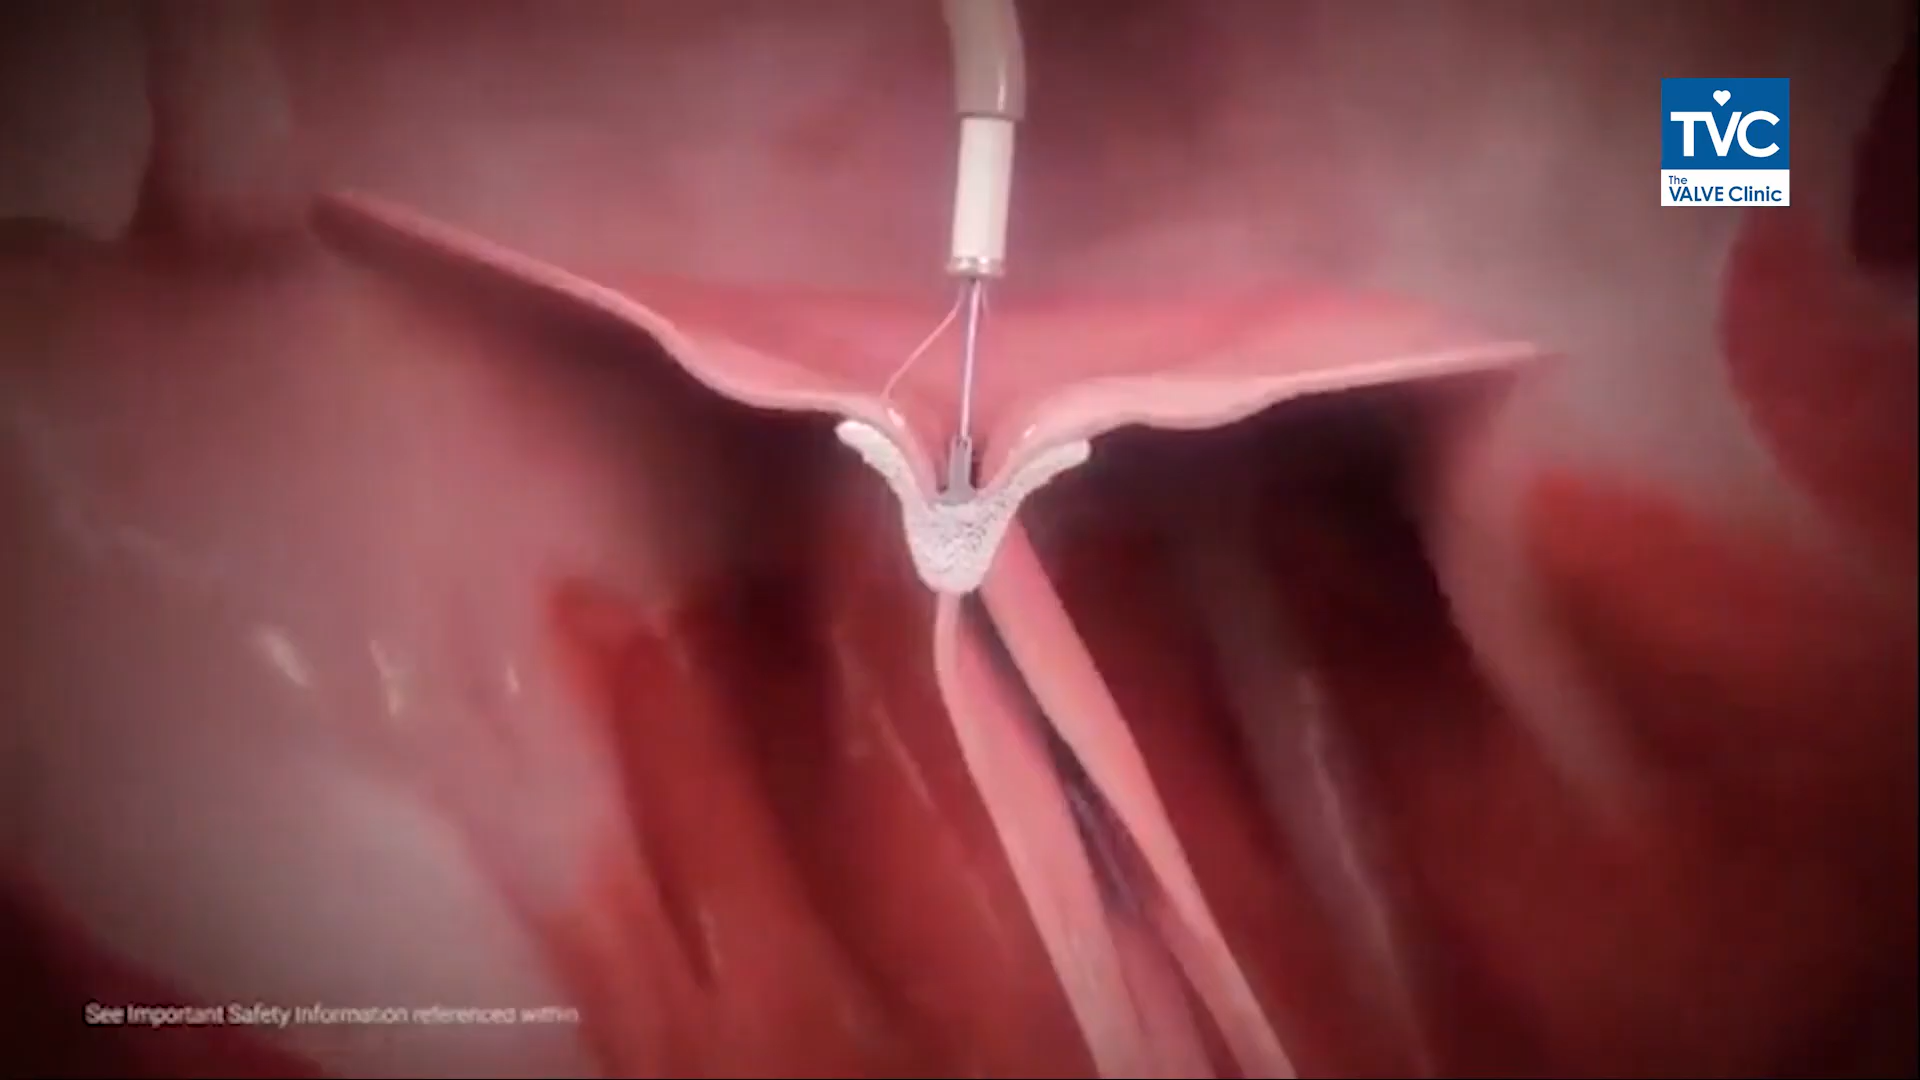 TVC
The
VALVE Clinic
See Important Safety Information referenced within